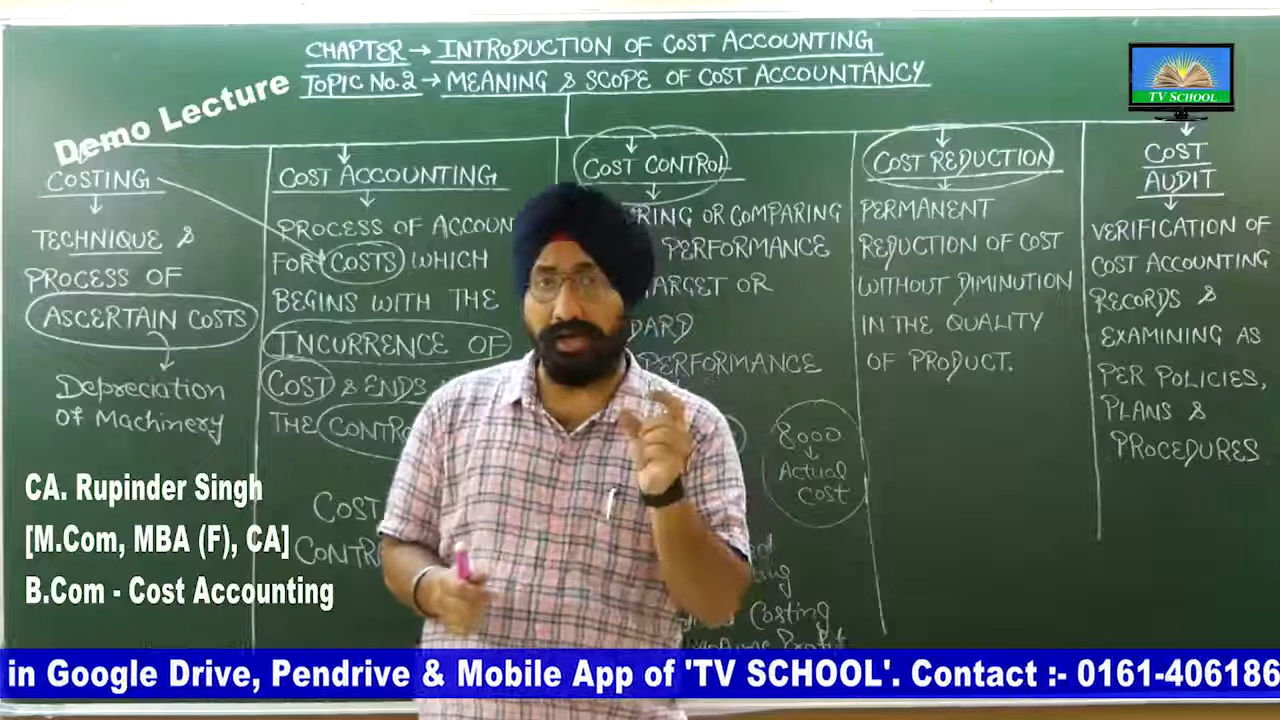 CHAPTER → INTRODUCTION OF COST ACCOUNTING
TOPIC No.2 → MEANING & SCOPE OF COST ACCOUNTANCY
TV SCHOOL
Demo Lecture
COSTING
TECHNIQUE &
PROCESS OF
ASCERTAIN COSTS
Depreciation
of Machinery
COST ACCOUNTING
PROCESS OF ACCOUN
FOR COSTS WHICH
BEGINS WITH THE
INCURRENCE OF
COST & ENDS
THE CONTRO
COST
CONTR
COST CONTROL
RING OR COMPARING
PERFORMANCE
TARGET OR
DARD
PERFORMANCE
8000
Actual
Cost
Costing
Profit
COST REDUCTION
PERMANENT
REDUCTION OF COST
WITHOUT DIMINUTION
IN THE QUALITY
OF PRODUCT.
COST
AUDIT
VERIFICATION OF
COST ACCOUNTING
RECORDS &
EXAMINING AS
PER POLICIES,
PLANS &
PROCEDURES
CA. Rupinder Singh
[M.Com, MBA (F), CA]
B.Com - Cost Accounting
in Google Drive, Pendrive & Mobile App of 'TV SCHOOL'. Contact :- 0161-406186